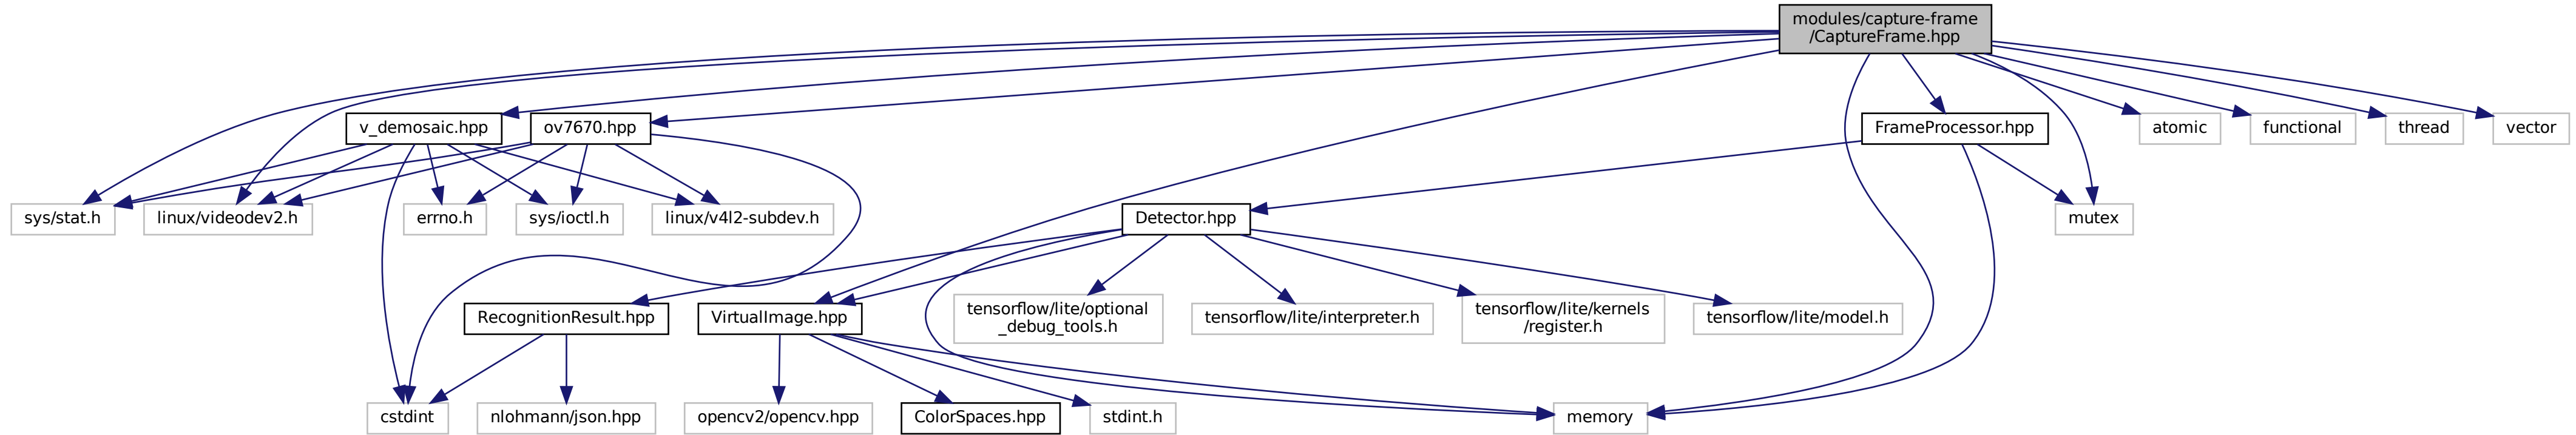 modules/capture-frame
/CaptureFrame.hpp
v_demosaic.hpp
ov7670.hpp
FrameProcessor.hpp
atomic
functional
thread
vector
sys/stat.h
linux/videodev2.h
errno.h
sys/ioctl.h
linux/v4l2-subdev.h
Detector.hpp
mutex
RecognitionResult.hpp
VirtualImage.hpp
tensorflow/lite/optional
_debug_tools.h
tensorflow/lite/interpreter.h
tensorflow/lite/kernels
/register.h
tensorflow/lite/model.h
cstdint
nlohmann/json.hpp
opencv2/opencv.hpp
ColorSpaces.hpp
stdint.h
memory